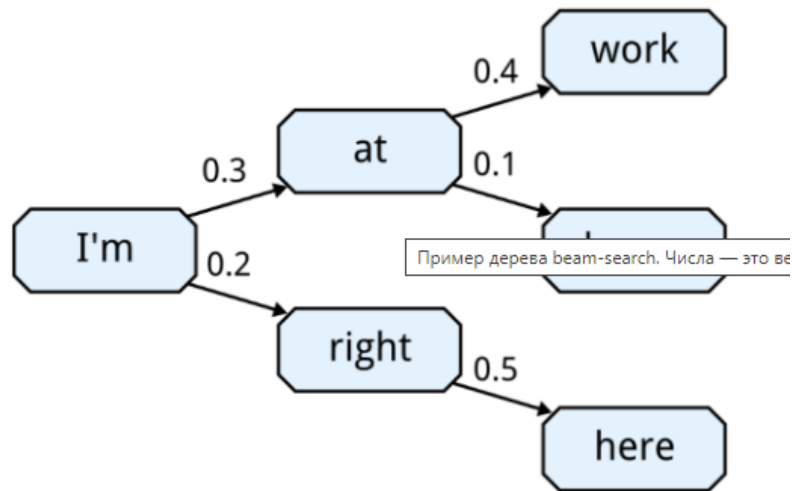 work
0.4
at
0.3
0.1
I'm
Пример дерева beam-search. Числа — это ве
0.2
right
0.5
here